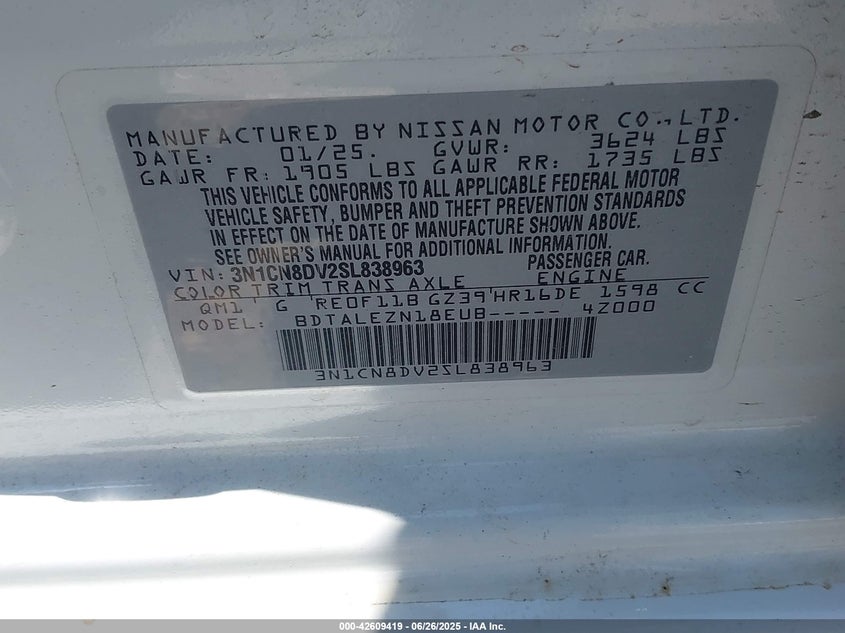 MANUFACTURED BY NISSAN MOTOR CO., LTD.
DATE: 01/25. GVWR: 3624 LBS
GAWR FR: 1905 LBS GAWR RR: 1735 LBS
THIS VEHICLE CONFORMS TO ALL APPLICABLE FEDERAL MOTOR
VEHICLE SAFETY, BUMPER AND THEFT PREVENTION STANDARDS
IN EFFECT ON THE DATE OF MANUFACTURE SHOWN ABOVE.
SEE OWNER'S MANUAL FOR ADDITIONAL INFORMATION.
VIN: 3N1CN8DV2SL838963 PASSENGER CAR.
COLOR TRIM TRANS AXLE ENGINE
QM1 G RE0F11B GZ39 HR16DE 1598 CC
MODEL: BDTALEZN18EUB----- 4Z000
3N1CN8DV2SL838963
000-42609419 - 06/26/2025 - IAA Inc.